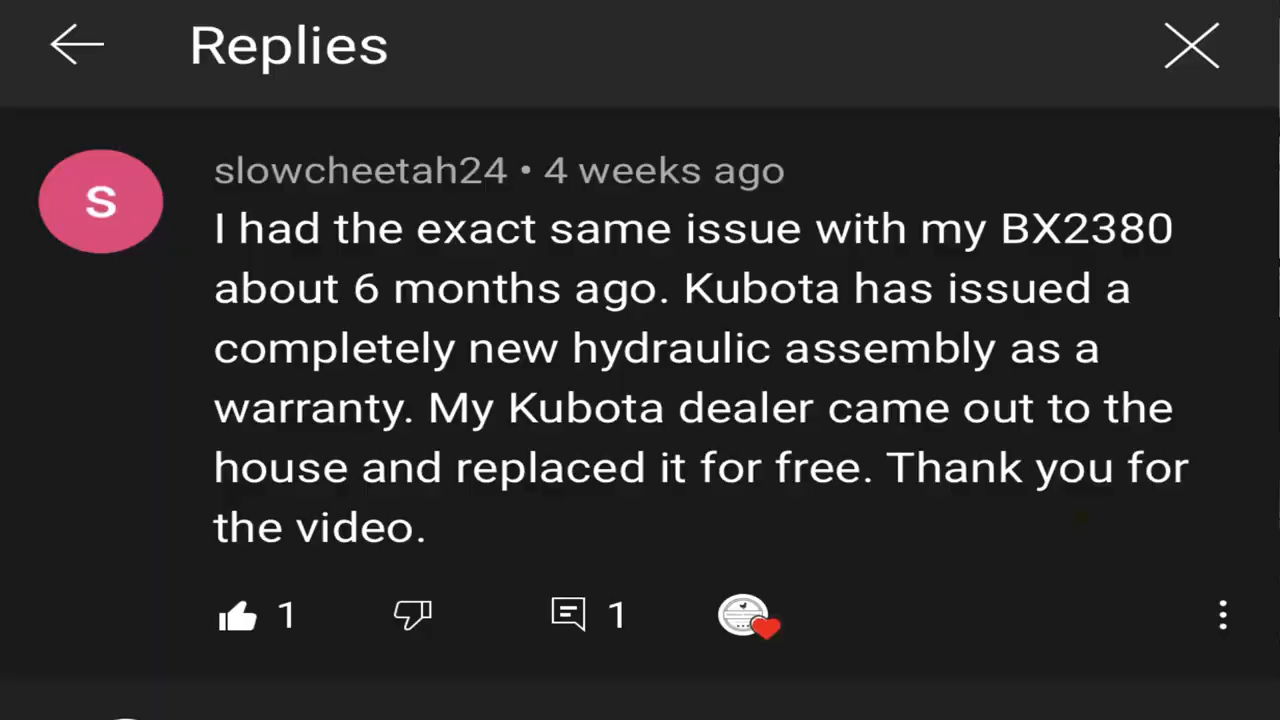 Replies
S
slowcheetah24 • 4 weeks ago
I had the exact same issue with my BX2380
about 6 months ago. Kubota has issued a
completely new hydraulic assembly as a
warranty. My Kubota dealer came out to the
house and replaced it for free. Thank you for
the video.
1 1